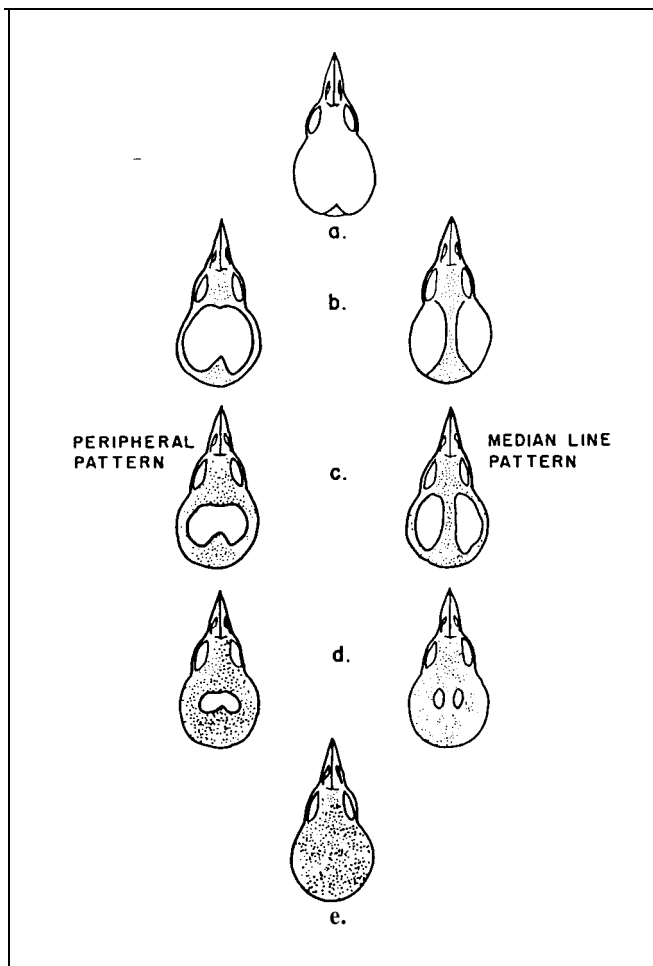 a.
b.
PERIPHERAL
PATTERN
c.
MEDIAN LINE
PATTERN
d.
e.